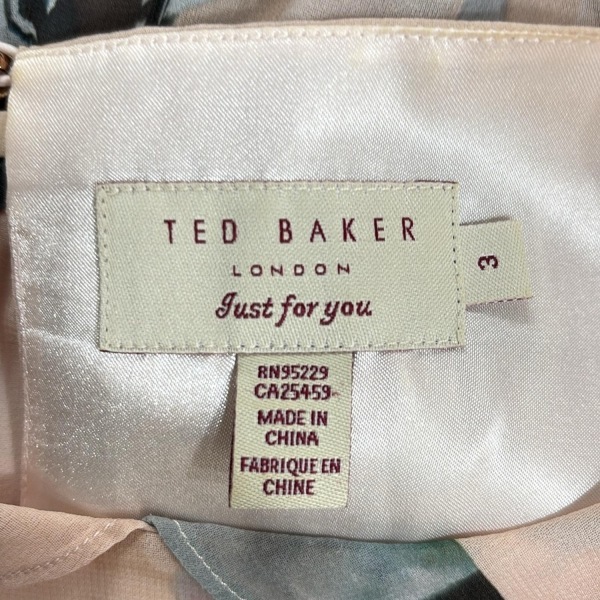 TED BAKER
LONDON
Just for you
3
RN95229
CA25459-
MADE IN
CHINA
FABRIQUE EN
CHINE